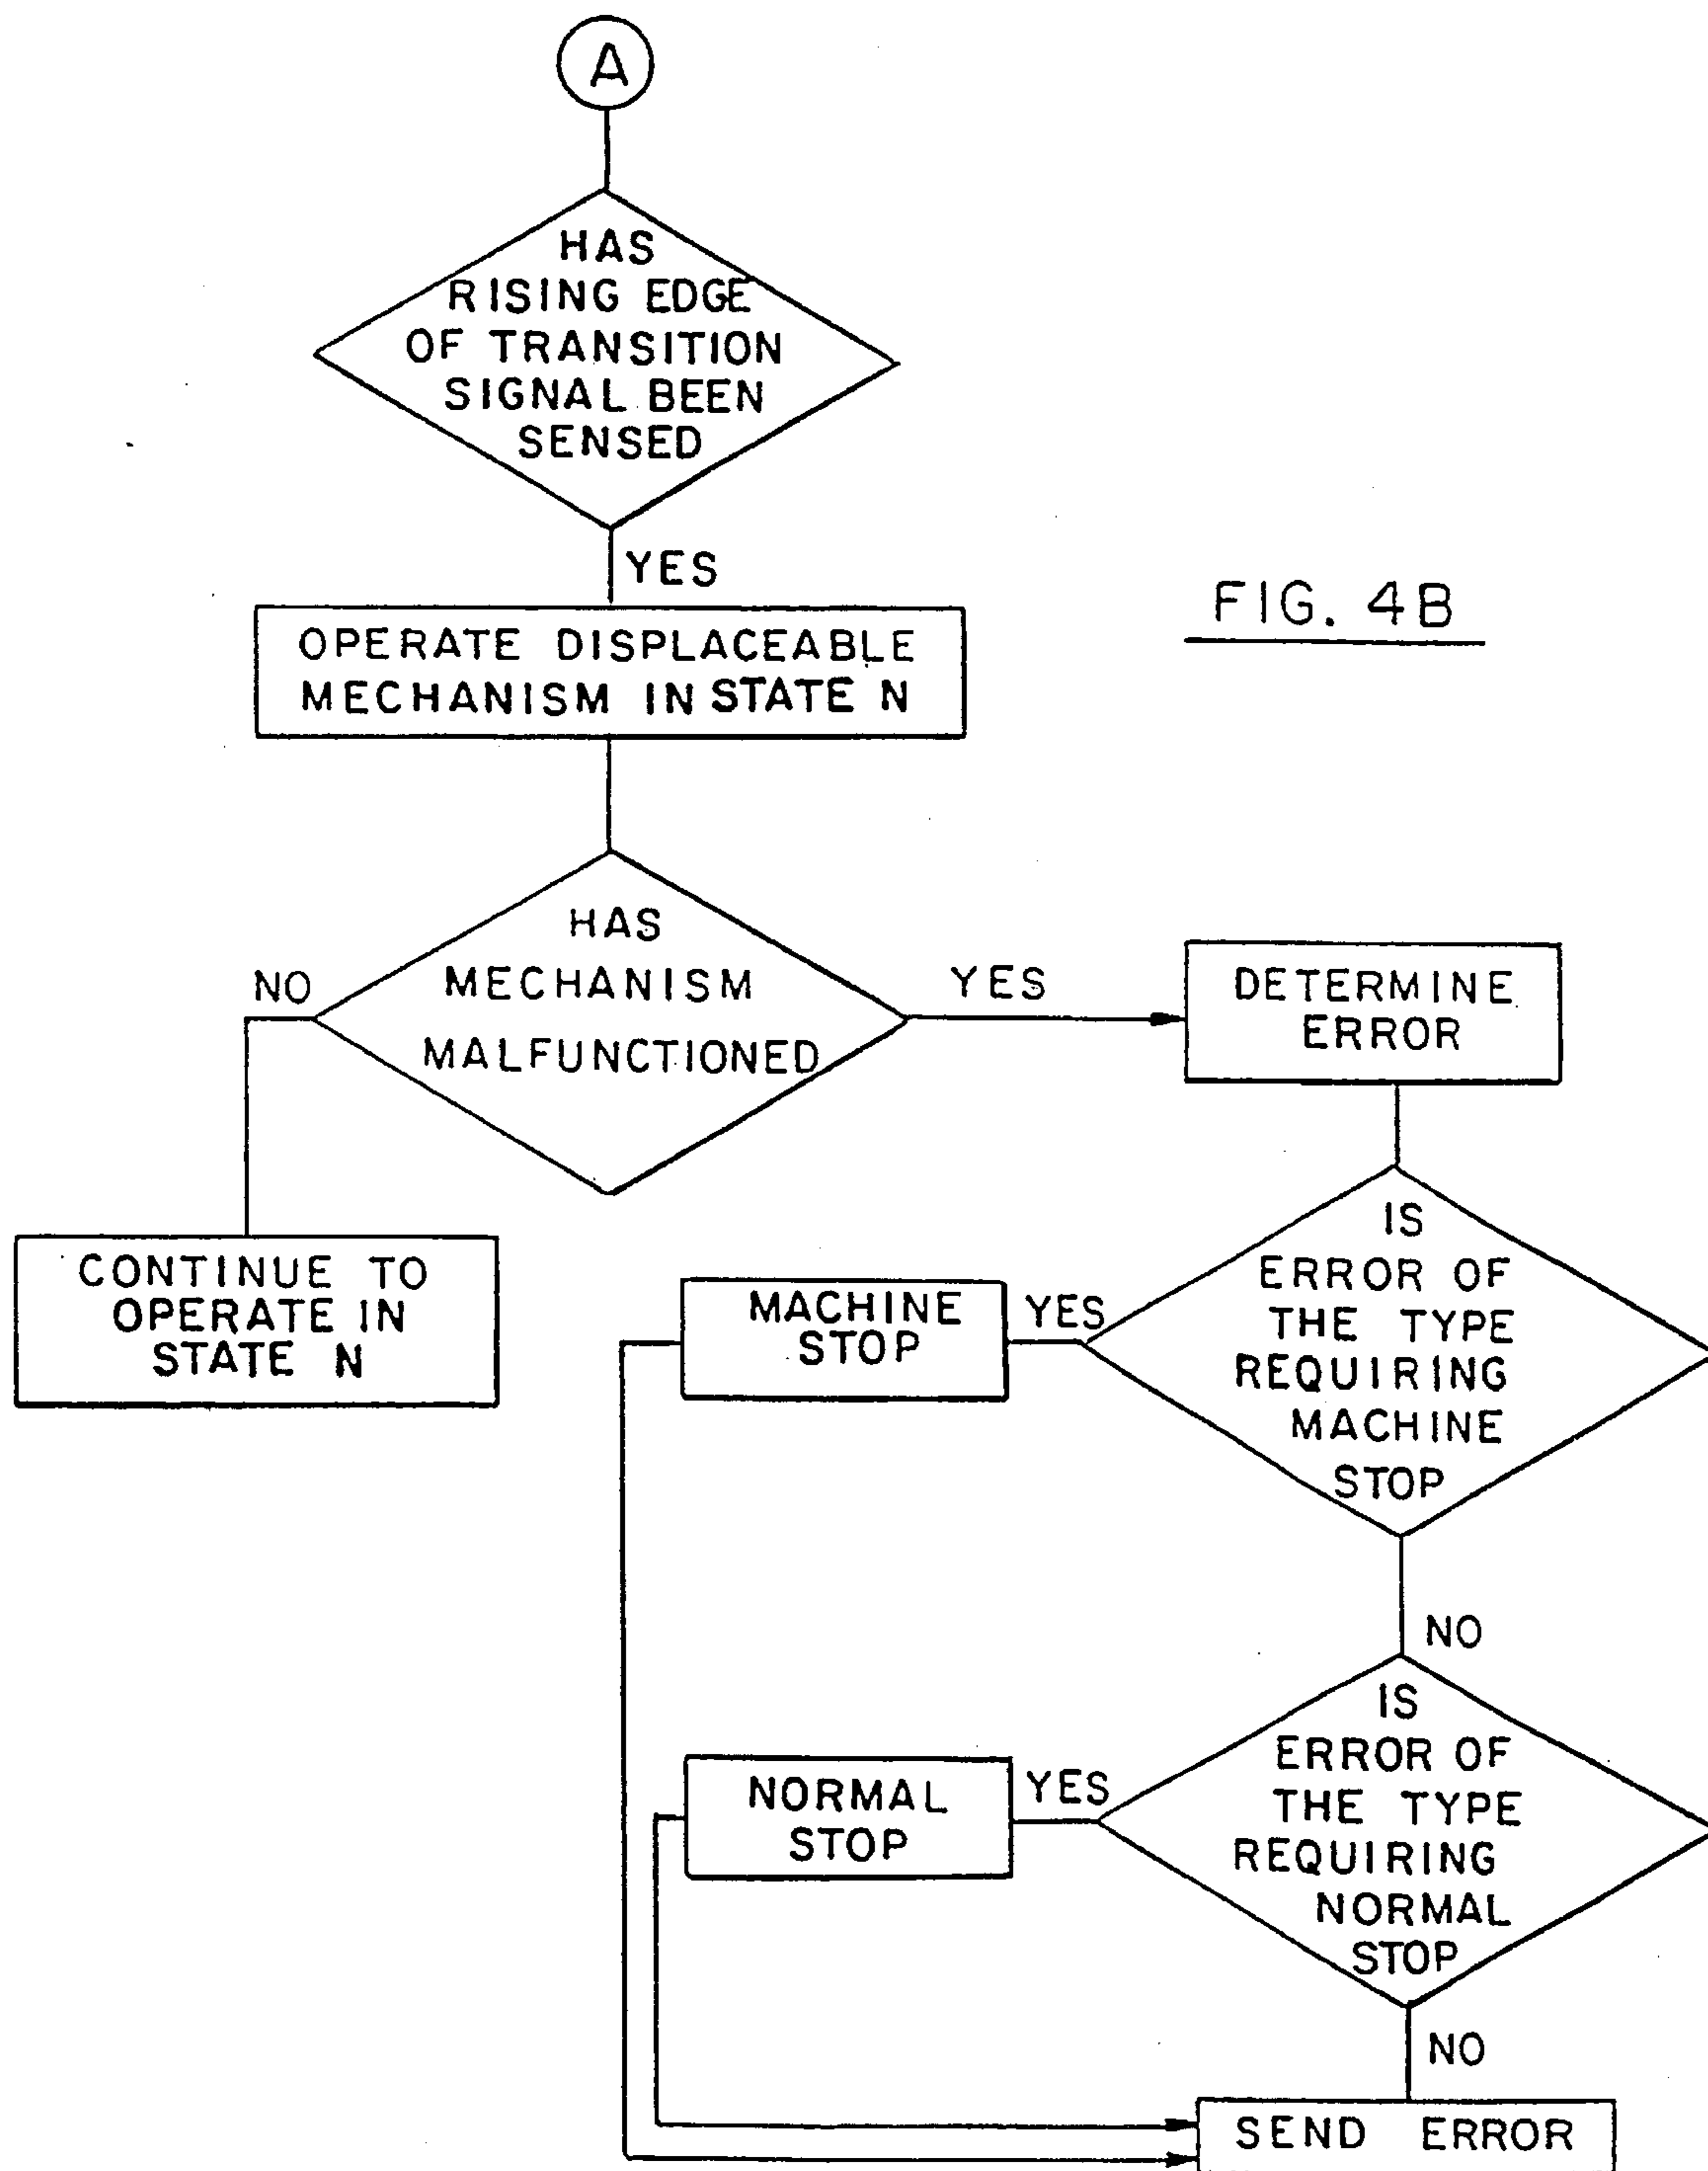 A
HAS
RISING EDGE
OF TRANSITION
SIGNAL BEEN
SENSED
YES
FIG. 4B
OPERATE DISPLACEABLE
MECHANISM IN STATE N
HAS
MECHANISM
MALFUNCTIONED
NO
YES
DETERMINE
ERROR
CONTINUE TO
OPERATE IN
STATE N
IS
ERROR OF
THE TYPE
REQUIRING
MACHINE
STOP
YES
MACHINE
STOP
NO
IS
ERROR OF
THE TYPE
REQUIRING
NORMAL
STOP
YES
NORMAL
STOP
NO
SEND ERROR